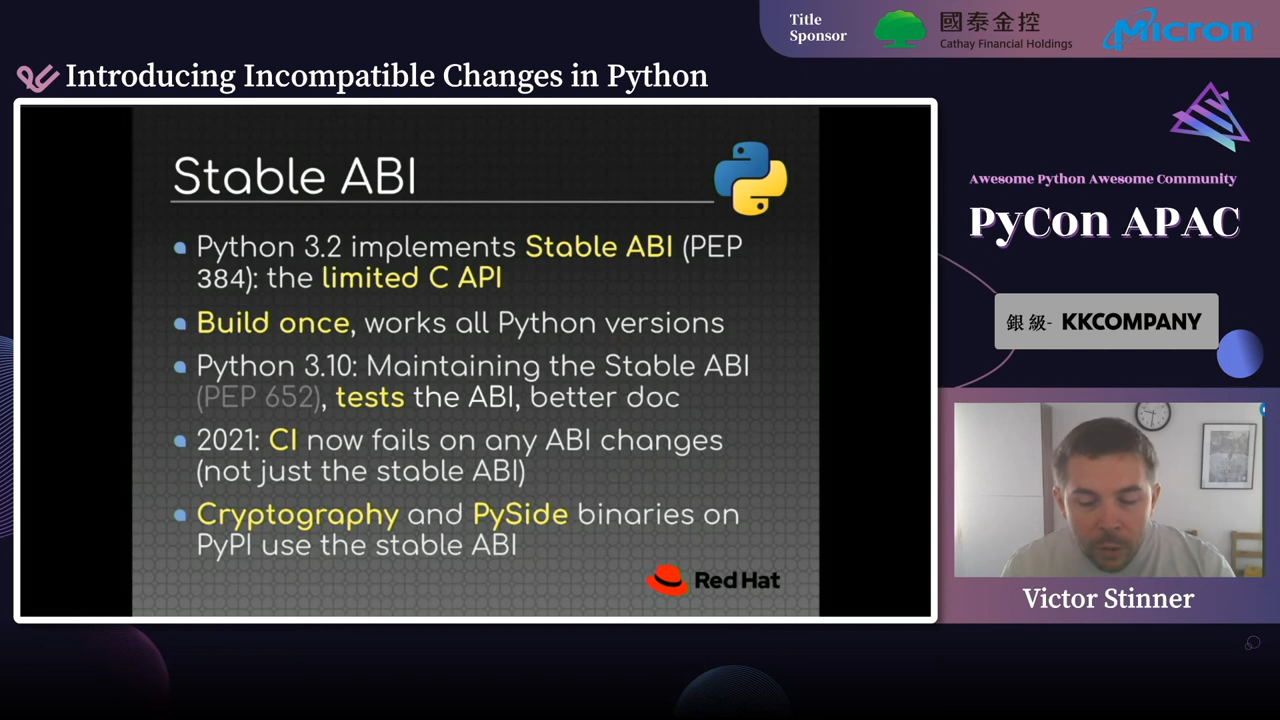 Title
Sponsor
國泰金控
Cathay Financial Holdings
Micron
Introducing Incompatible Changes in Python
Stable ABI
Python 3.2 implements Stable ABI (PEP
384): the limited C API
Build once, works all Python versions
Python 3.10: Maintaining the Stable ABI
(PEP 652), tests the ABI, better doc
2021: CI now fails on any ABI changes
(not just the stable ABI)
Cryptography and PySide binaries on
PyPI use the stable ABI
Red Hat
Awesome Python Awesome Community
PyCon APAC
銀級- KKCOMPANY
Victor Stinner